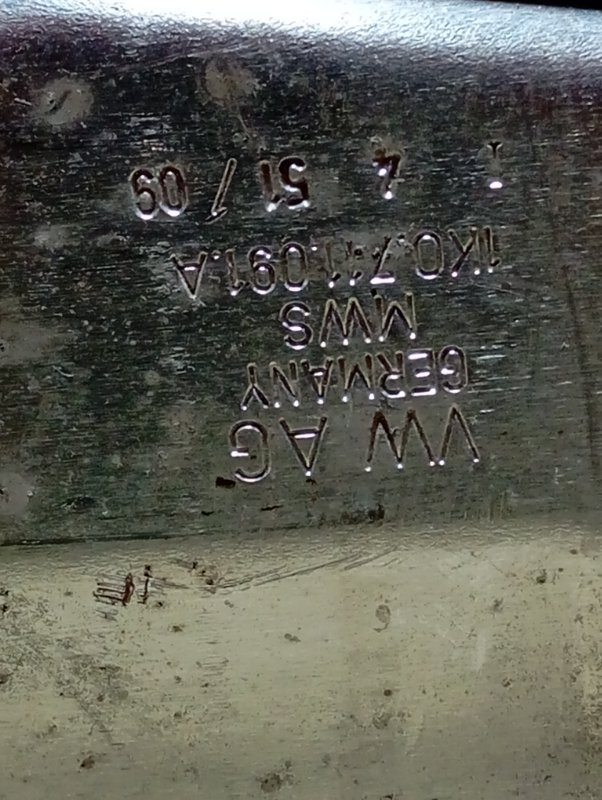 VW AG
GERMANY
MWS
1K0.711.091.A
4 51 / 09